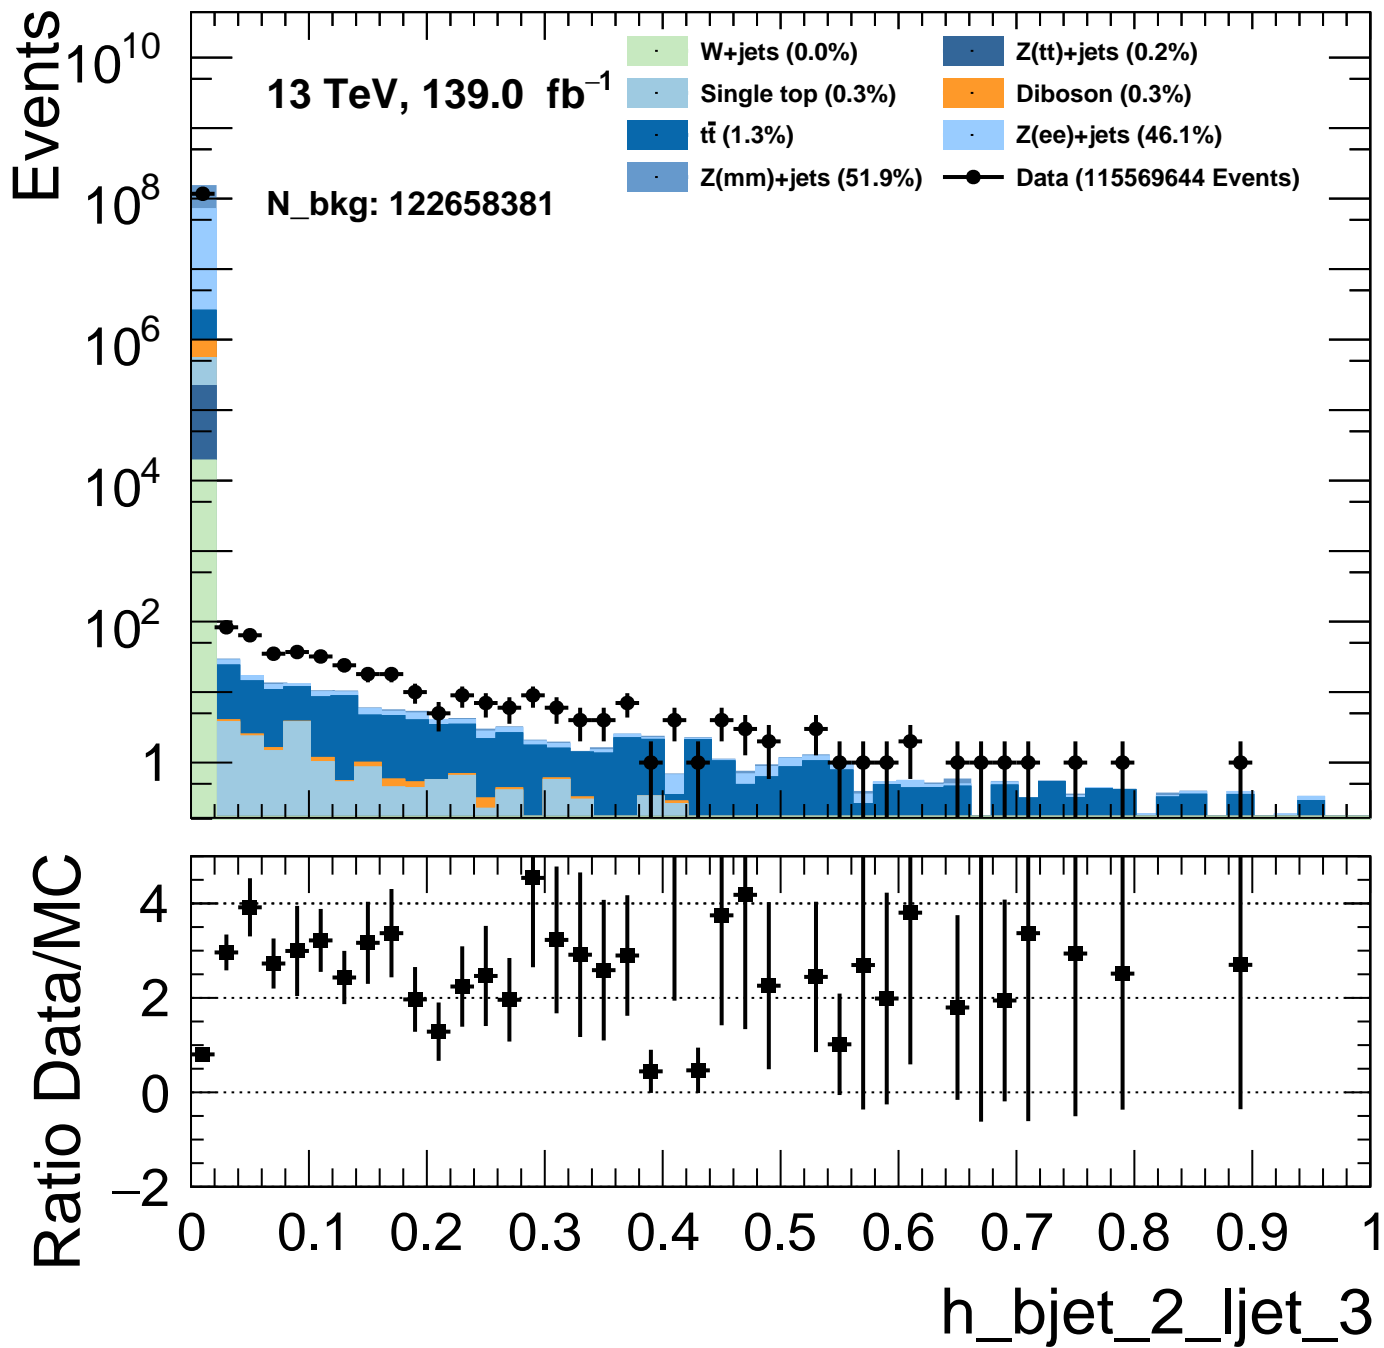 Events
10^10
10^8
10^6
10^4
10^2
1
13 TeV, 139.0 fb^−1
N_bkg: 122658381
W+jets (0.0%)
Single top (0.3%)
tt̄ (1.3%)
Z(mm)+jets (51.9%)
Z(tt)+jets (0.2%)
Diboson (0.3%)
Z(ee)+jets (46.1%)
Data (115569644 Events)
Ratio Data/MC
4
2
0
−2
0 0.1 0.2 0.3 0.4 0.5 0.6 0.7 0.8 0.9 1
h_bjet_2_ljet_3